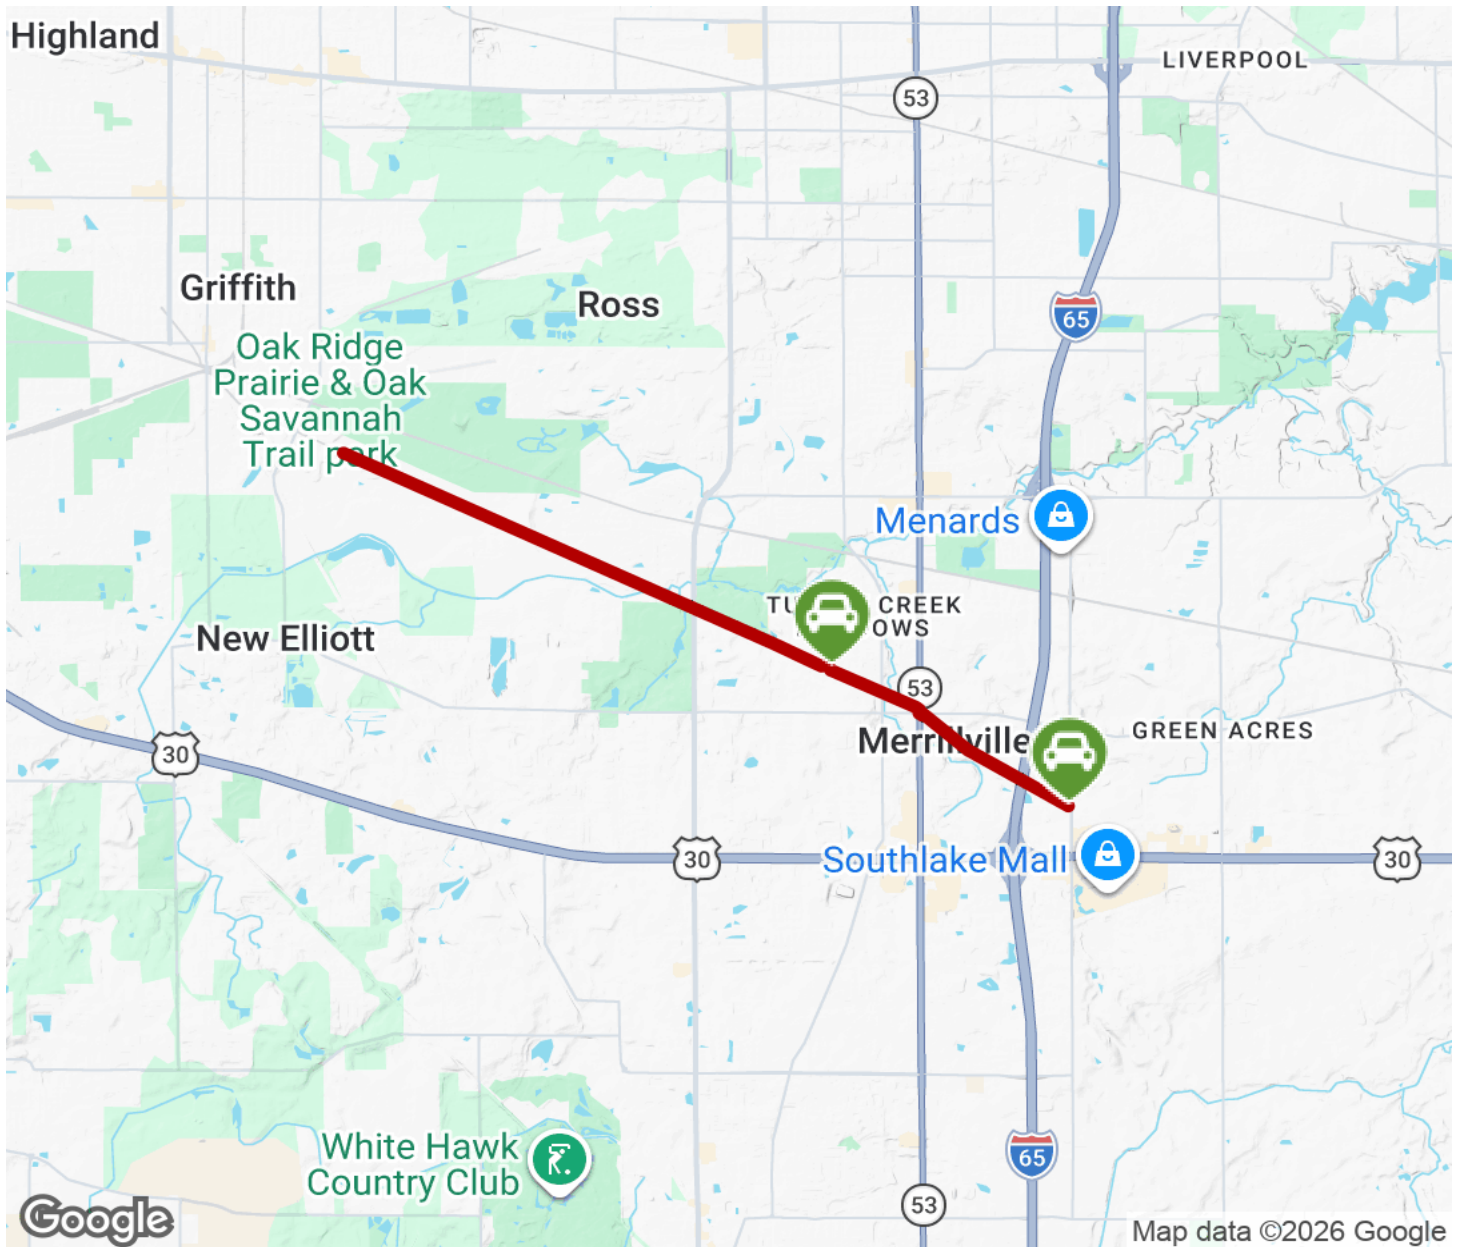 Highland
LIVERPOOL
53
Griffith
Ross
65
Oak Ridge
Prairie & Oak
Savannah
Trail park
Menards
CREEK
OWS
New Elliott
53
30
Merrillville
GREEN ACRES
30
30
Southlake Mall
White Hawk
Country Club
65
53
Google
Map data ©2026 Google